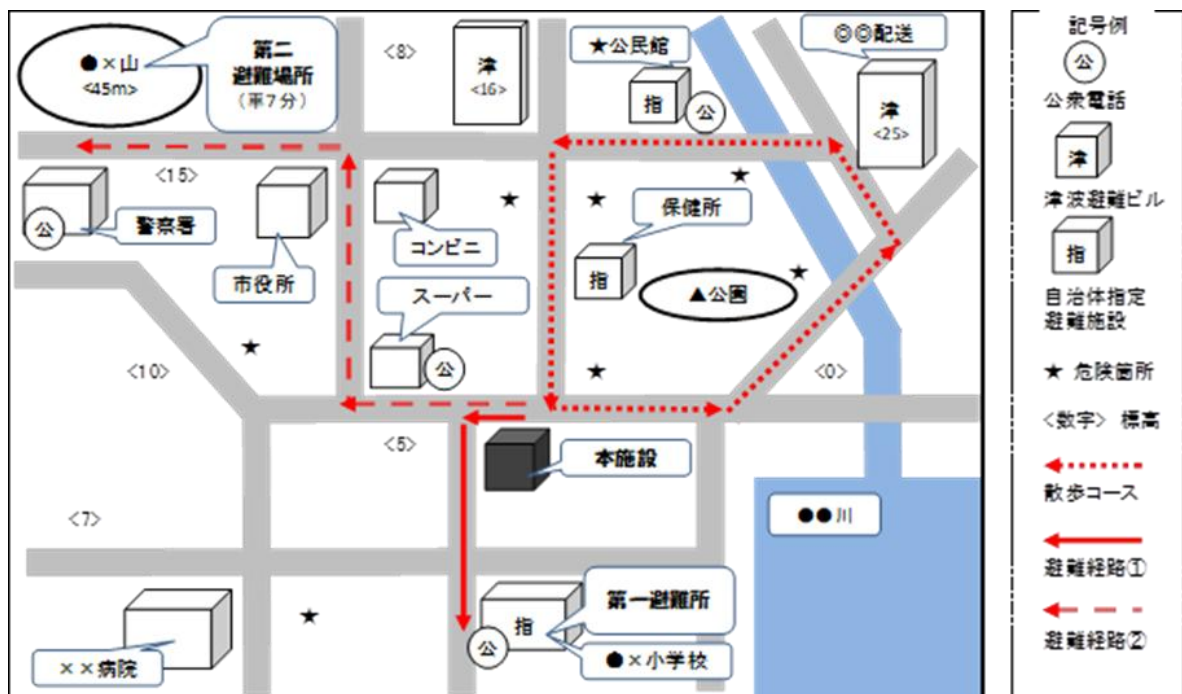 ●×山
<45m>
第二
避難場所
(車7分)
<8>
津
<16>
★公民館
指
公
◎◎配送
津
<25>
<15>
公
警察署
市役所
コンビニ
保健所
指
▲公園
スーパー
公
<10>
<0>
<5>
本施設
●●川
<7>
第一避難所
指
公
●×小学校
××病院
記号例
公
公衆電話
津
津波避難ビル
指
自治体指定
避難施設
★ 危険箇所
<数字> 標高
散歩コース
避難経路①
避難経路②